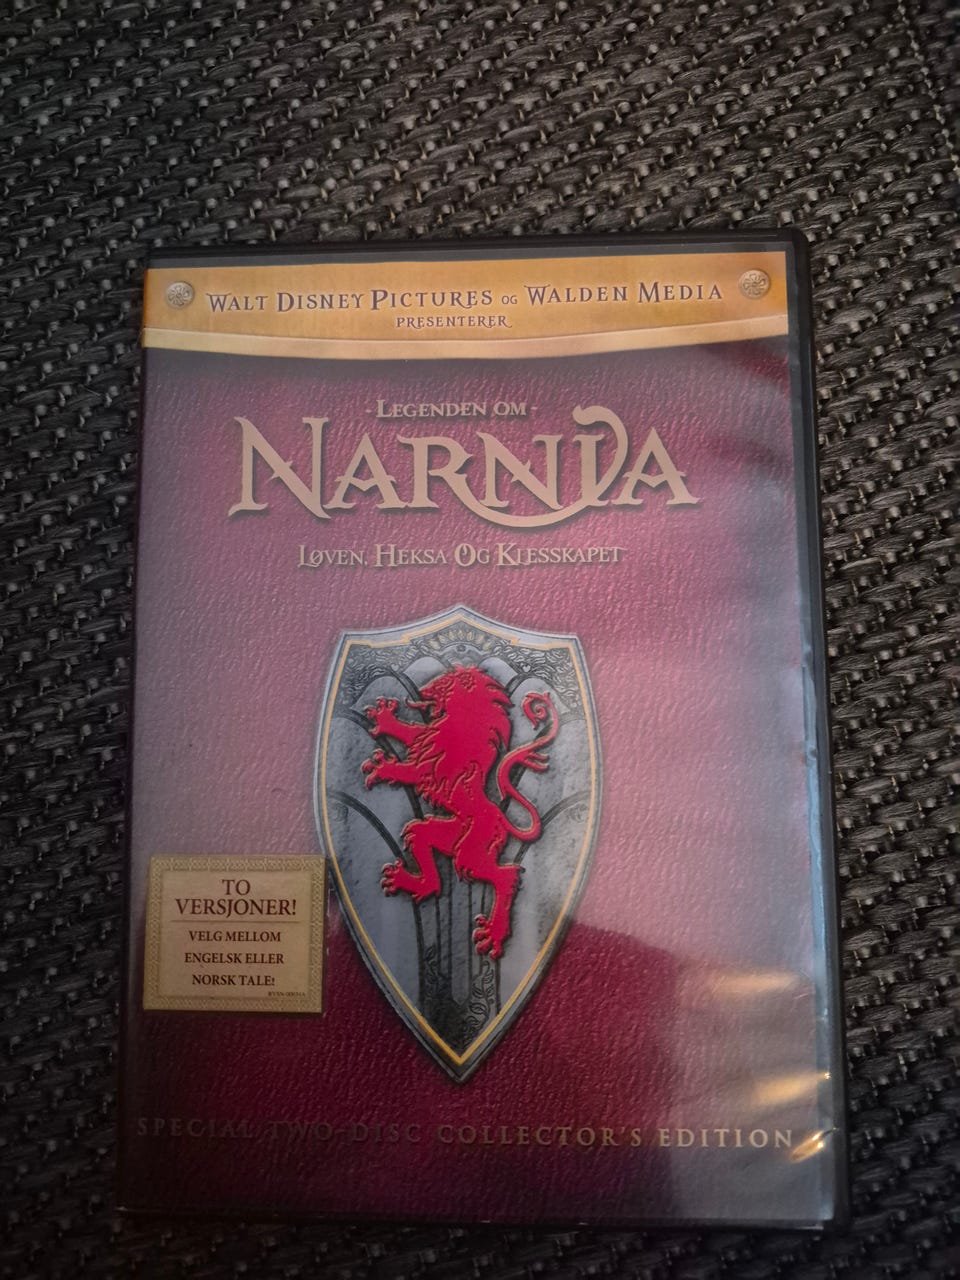 WALT DISNEY PICTURES OG WALDEN MEDIA
PRESENTERER
-LEGENDEN OM-
NARNIA
LØVEN, HEKSA OG KLESSKAPET
TO
VERSJONER!
VELG MELLOM
ENGELSK ELLER
NORSK TALE!
SPECIAL TWO-DISC COLLECTOR'S EDITION